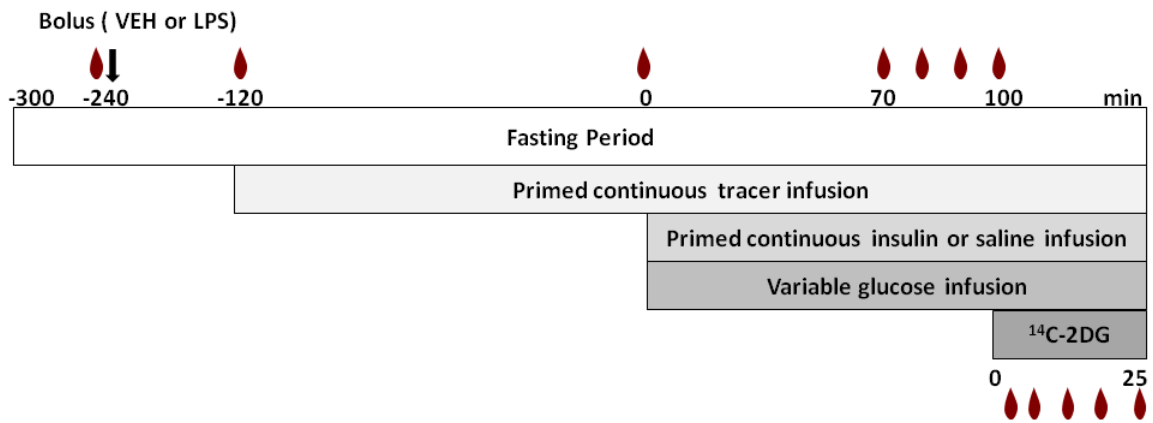 Bolus ( VEH or LPS)
-300 -240 -120 0 70 100 min
Fasting Period
Primed continuous tracer infusion
Primed continuous insulin or saline infusion
Variable glucose infusion
¹⁴C-2DG
0 25